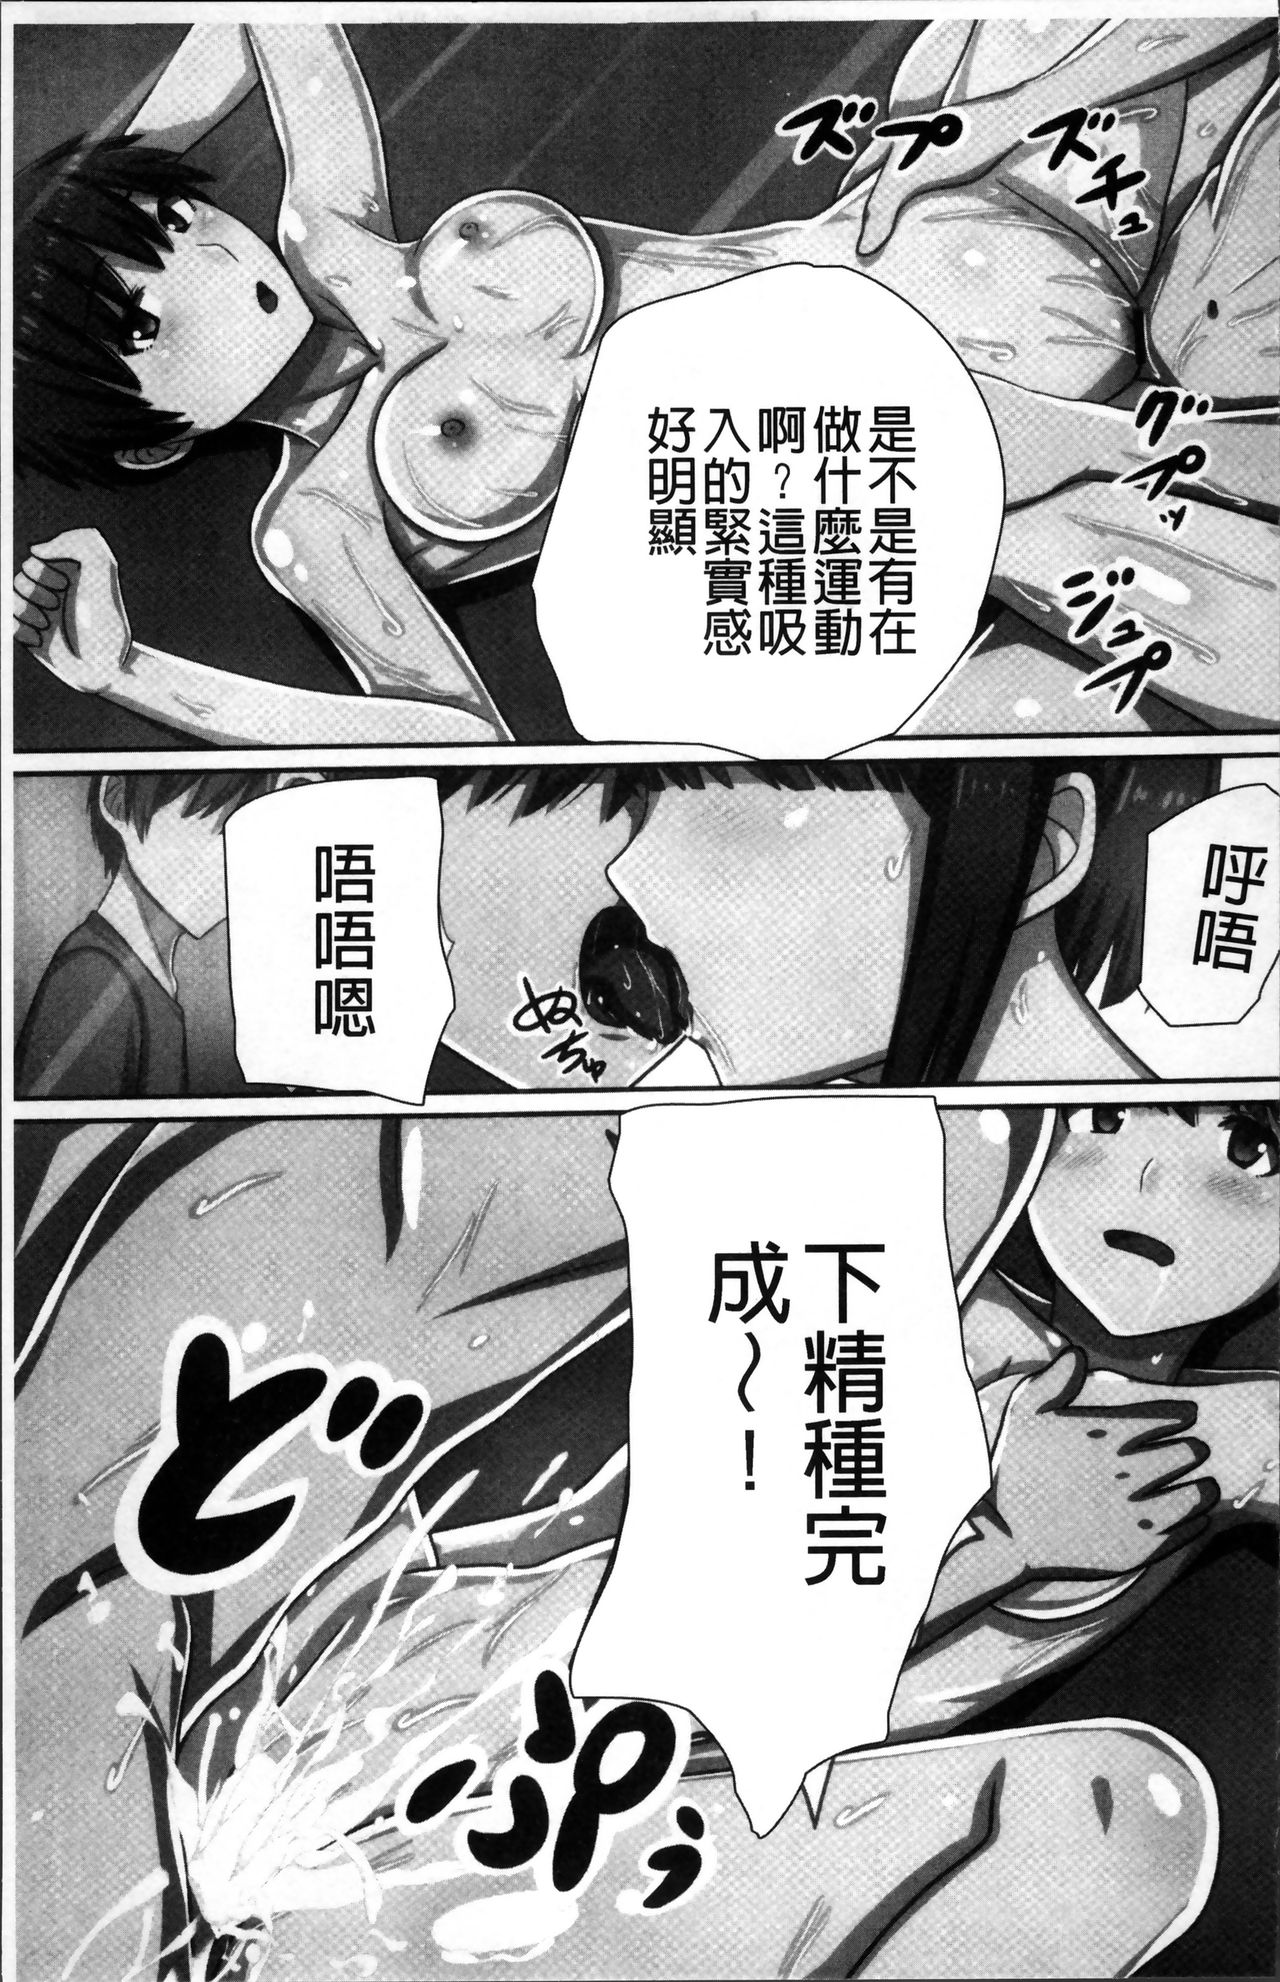 ズプ
ズチュ
是不是有在
做什麼運動
啊？這種吸
入的緊實感
好明顯
グプッ
ジュプ
呼唔
ぬちゅ
唔唔嗯
下精種完
成～！
どぷぅ